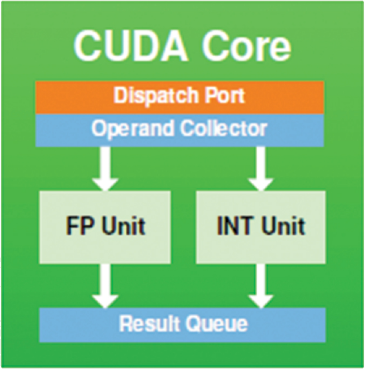 CUDA Core
Dispatch Port
Operand Collector
FP Unit
INT Unit
Result Queue